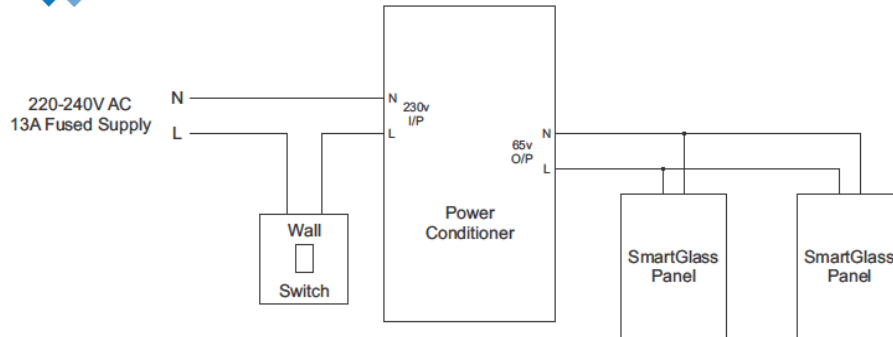 220-240V AC
13A Fused Supply
N
L
Wall
Switch
N
230v
I/P
L
Power
Conditioner
65v
O/P
N
L
SmartGlass
Panel
SmartGlass
Panel